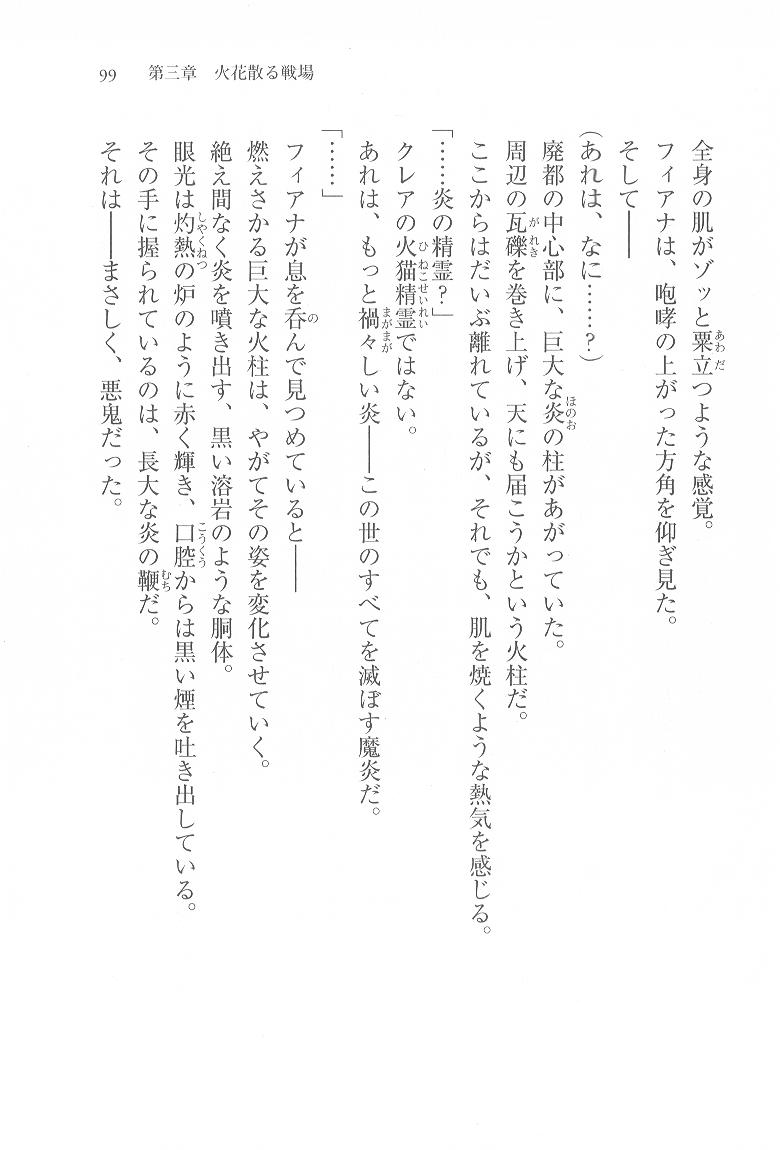 99 第三章 火花散る戦場
全身の肌がゾッと粟立つような感覚。
フィアナは、咆哮の上がった方角を仰ぎ見た。
そして――
(あれは、なに……?)
廃都の中心部に、巨大な炎の柱があがっていた。
周辺の瓦礫を巻き上げ、天にも届こうかという火柱だ。
ここからはだいぶ離れているが、それでも、肌を焼くような熱気を感じる。
「……炎の精霊?」
クレアの火猫精霊ではない。
あれは、もっと禍々しい炎――この世のすべてを滅ぼす魔炎だ。
「……」
フィアナが息を呑んで見つめていると――
燃えさかる巨大な火柱は、やがてその姿を変化させていく。
絶え間なく炎を噴き出す、黒い溶岩のような胴体。
眼光は灼熱の炉のように赤く輝き、口腔からは黒い煙を吐き出している。
その手に握られているのは、長大な炎の鞭だ。
それは――まさしく、悪鬼だった。